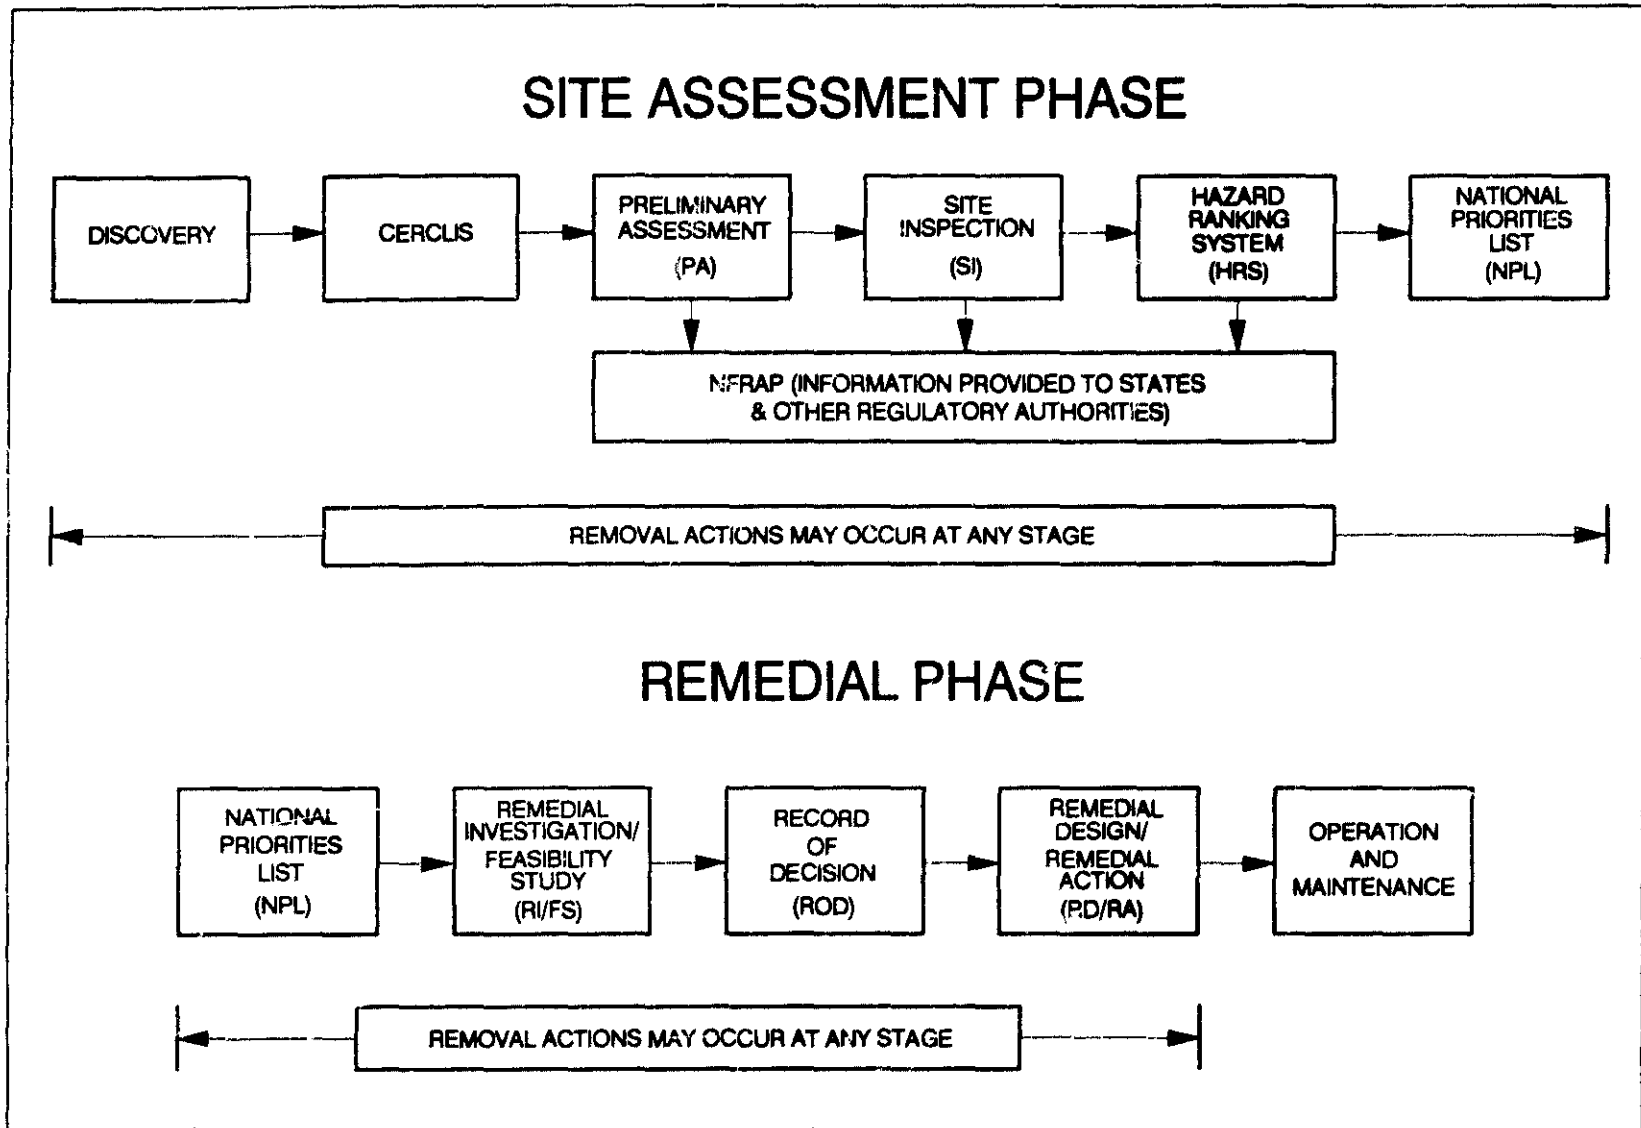 SITE ASSESSMENT PHASE
DISCOVERY
CERCLIS
PRELIMINARY
ASSESSMENT
(PA)
SITE
INSPECTION
(SI)
HAZARD
RANKING
SYSTEM
(HRS)
NATIONAL
PRIORITIES
LIST
(NPL)
NFRAP (INFORMATION PROVIDED TO STATES
& OTHER REGULATORY AUTHORITIES)
REMOVAL ACTIONS MAY OCCUR AT ANY STAGE
REMEDIAL PHASE
NATIONAL
PRIORITIES
LIST
(NPL)
REMEDIAL
INVESTIGATION/
FEASIBILITY
STUDY
(RI/FS)
RECORD
OF
DECISION
(ROD)
REMEDIAL
DESIGN/
REMEDIAL
ACTION
(RD/RA)
OPERATION
AND
MAINTENANCE
REMOVAL ACTIONS MAY OCCUR AT ANY STAGE